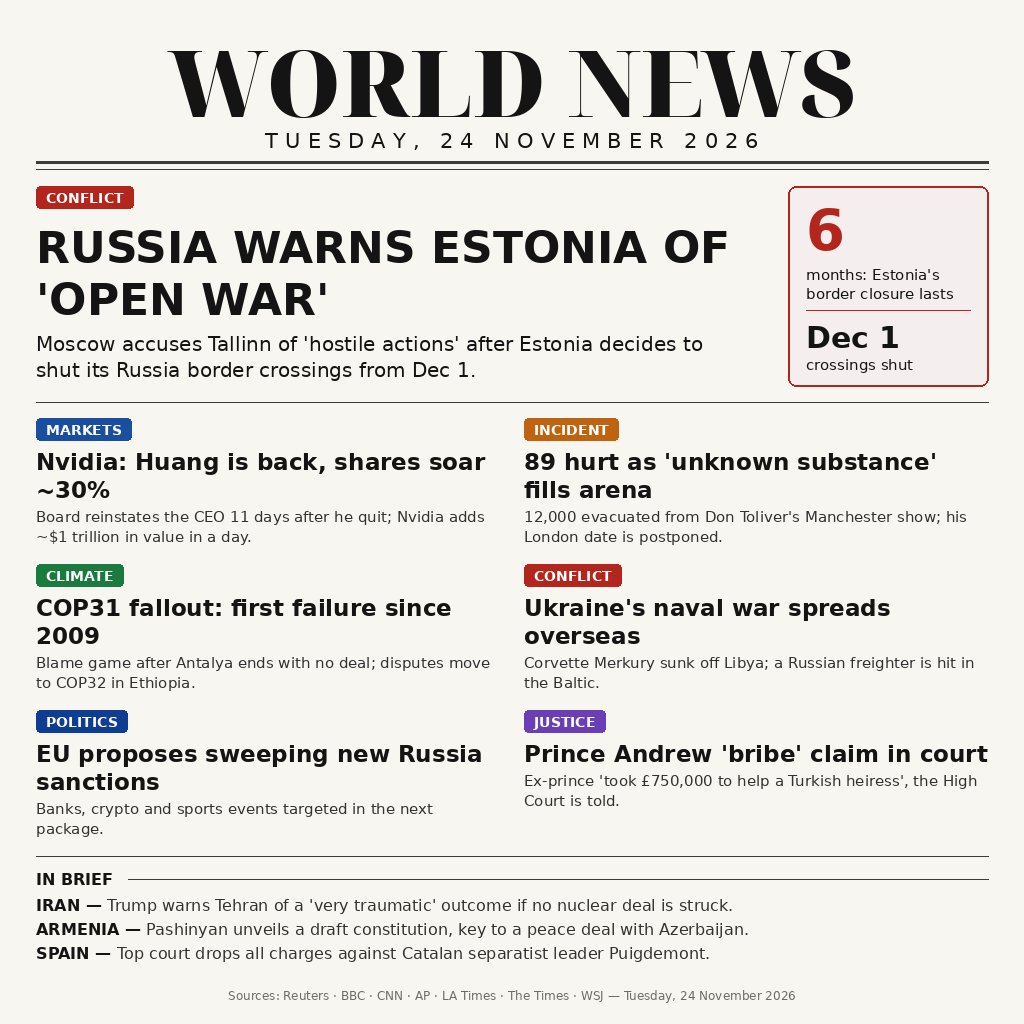 WORLD NEWS
TUESDAY, 24 NOVEMBER 2026
CONFLICT
RUSSIA WARNS ESTONIA OF
'OPEN WAR'
Moscow accuses Tallinn of 'hostile actions' after Estonia decides to
shut its Russia border crossings from Dec 1.
6
months: Estonia's
border closure lasts
Dec 1
crossings shut
MARKETS
Nvidia: Huang is back, shares soar
~30%
Board reinstates the CEO 11 days after he quit; Nvidia adds
~$1 trillion in value in a day.
INCIDENT
89 hurt as 'unknown substance'
fills arena
12,000 evacuated from Don Toliver's Manchester show; his
London date is postponed.
CLIMATE
COP31 fallout: first failure since
2009
Blame game after Antalya ends with no deal; disputes move
to COP32 in Ethiopia.
CONFLICT
Ukraine's naval war spreads
overseas
Corvette Merkury sunk off Libya; a Russian freighter is hit in
the Baltic.
POLITICS
EU proposes sweeping new Russia
sanctions
Banks, crypto and sports events targeted in the next
package.
JUSTICE
Prince Andrew 'bribe' claim in court
Ex-prince 'took £750,000 to help a Turkish heiress', the High
Court is told.
IN BRIEF
IRAN — Trump warns Tehran of a 'very traumatic' outcome if no nuclear deal is struck.
ARMENIA — Pashinyan unveils a draft constitution, key to a peace deal with Azerbaijan.
SPAIN — Top court drops all charges against Catalan separatist leader Puigdemont.
Sources: Reuters · BBC · CNN · AP · LA Times · The Times · WSJ — Tuesday, 24 November 2026